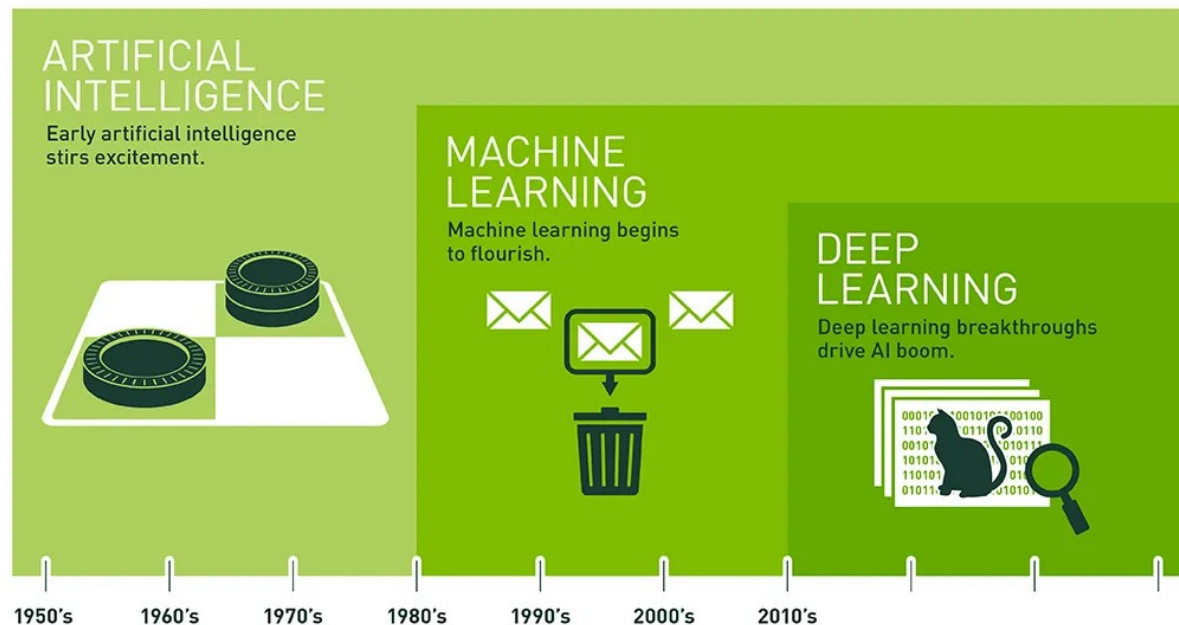 ARTIFICIAL
INTELLIGENCE
Early artificial intelligence
stirs excitement.
MACHINE
LEARNING
Machine learning begins
to flourish.
DEEP
LEARNING
Deep learning breakthroughs
drive AI boom.
1950's 1960's 1970's 1980's 1990's 2000's 2010's